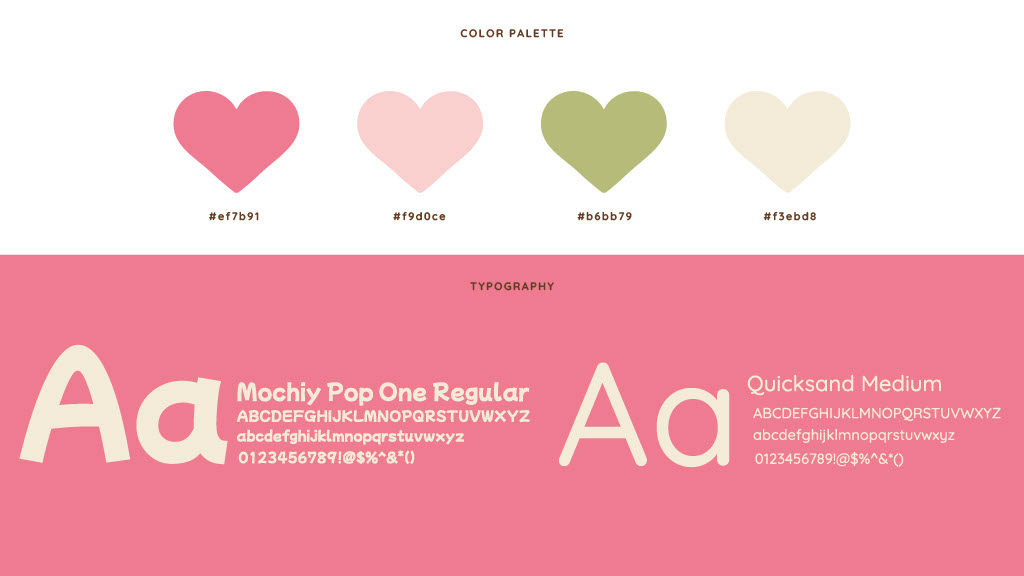 COLOR PALETTE
#ef7b91
#f9d0ce
#b6bb79
#f3ebd8
TYPOGRAPHY
Aa
Mochiy Pop One Regular
ABCDEFGHIJKLMNOPQRSTUVWXYZ
abcdefghijklmnopqrstuvwxyz
0123456789!@$%^&*()
Aa
Quicksand Medium
ABCDEFGHIJKLMNOPQRSTUVWXYZ
abcdefghijklmnopqrstuvwxyz
0123456789!@$%^&*()